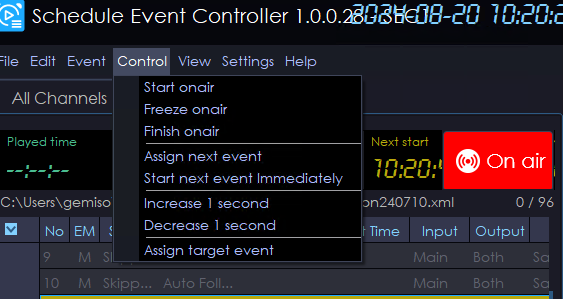 Schedule Event Controller 1.0.0.28 - SEC1
2024-08-20 10:20:2
File Edit Event Control View Settings Help
All Channels
Start onair
Freeze onair
Finish onair
Assign next event
Start next event Immediately
Increase 1 second
Decrease 1 second
Assign target event
Played time
--:--:--
Next start
10:20:
On air
C:\Users\gemiso
on240710.xml
0 / 96
No EM Time Input Output
9 M Main Both Sa
10 M Skipp... Auto Foll... Main Both Sa